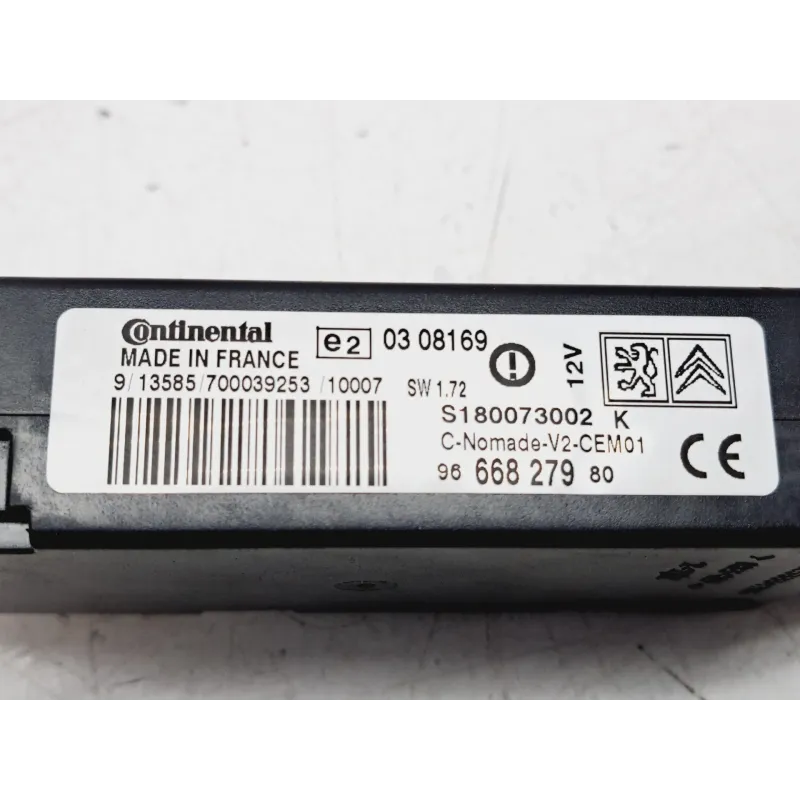 Continental
MADE IN FRANCE
e2
03 08169
12V
9/13585/700039253/10007
SW 1.72
S180073002 K
C-Nomade-V2-CEM01
96 668 279 80
CE